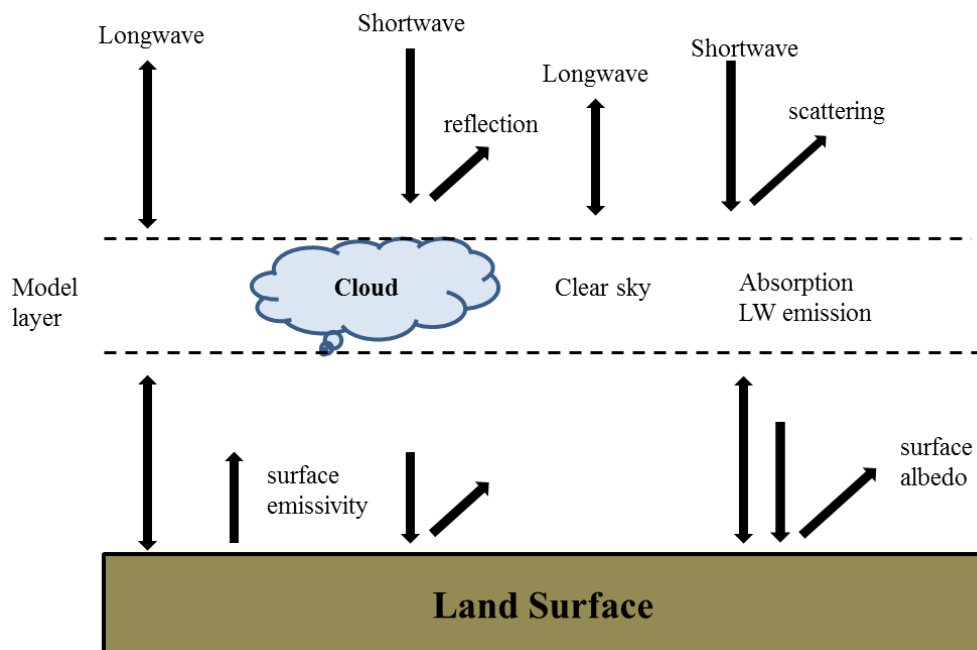 Longwave
Shortwave
Longwave
Shortwave
reflection
scattering
Model
layer
Cloud
Clear sky
Absorption
LW emission
surface
emissivity
surface
albedo
Land Surface